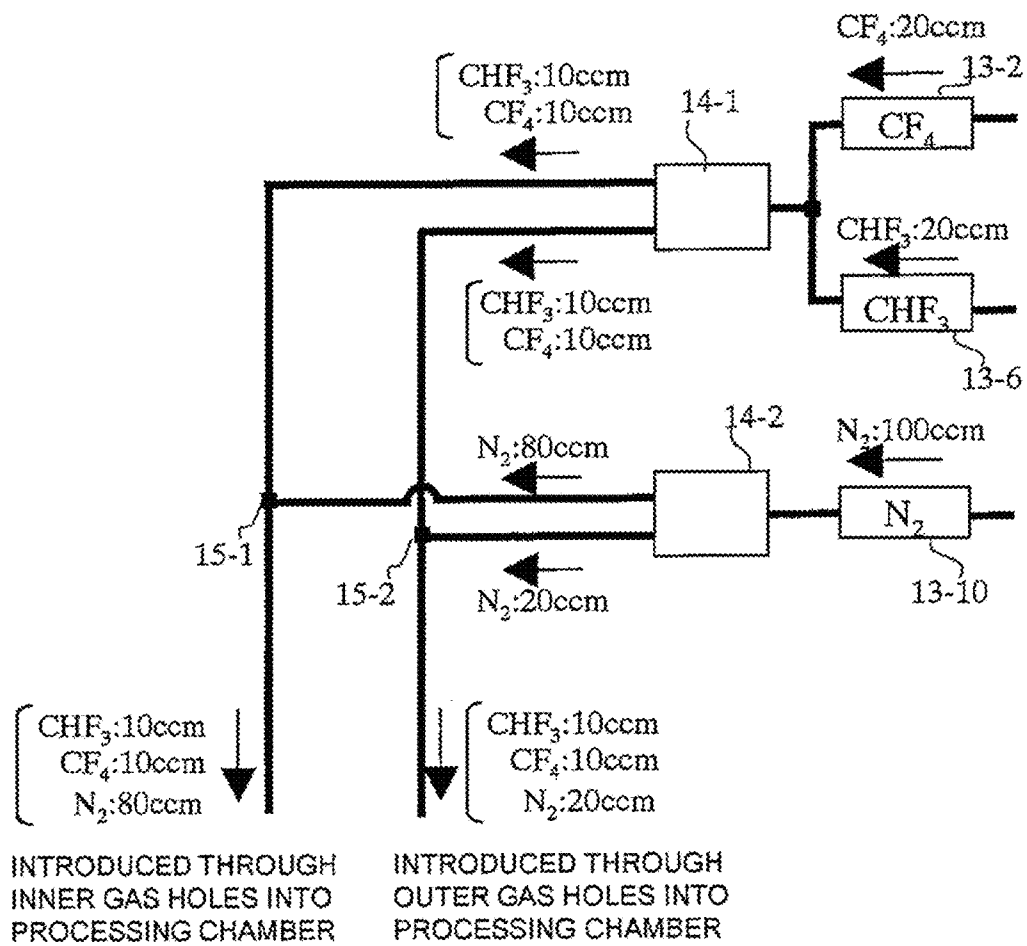 CF₄:20ccm
13-2
CF₄
CHF₃:10ccm
CF₄:10ccm
14-1
CHF₃:20ccm
CHF₃
13-6
CHF₃:10ccm
CF₄:10ccm
14-2
N₂:100ccm
N₂:80ccm
N₂
13-10
15-1
15-2
N₂:20ccm
CHF₃:10ccm
CF₄:10ccm
N₂:80ccm
CHF₃:10ccm
CF₄:10ccm
N₂:20ccm
INTRODUCED THROUGH
INNER GAS HOLES INTO
PROCESSING CHAMBER
INTRODUCED THROUGH
OUTER GAS HOLES INTO
PROCESSING CHAMBER